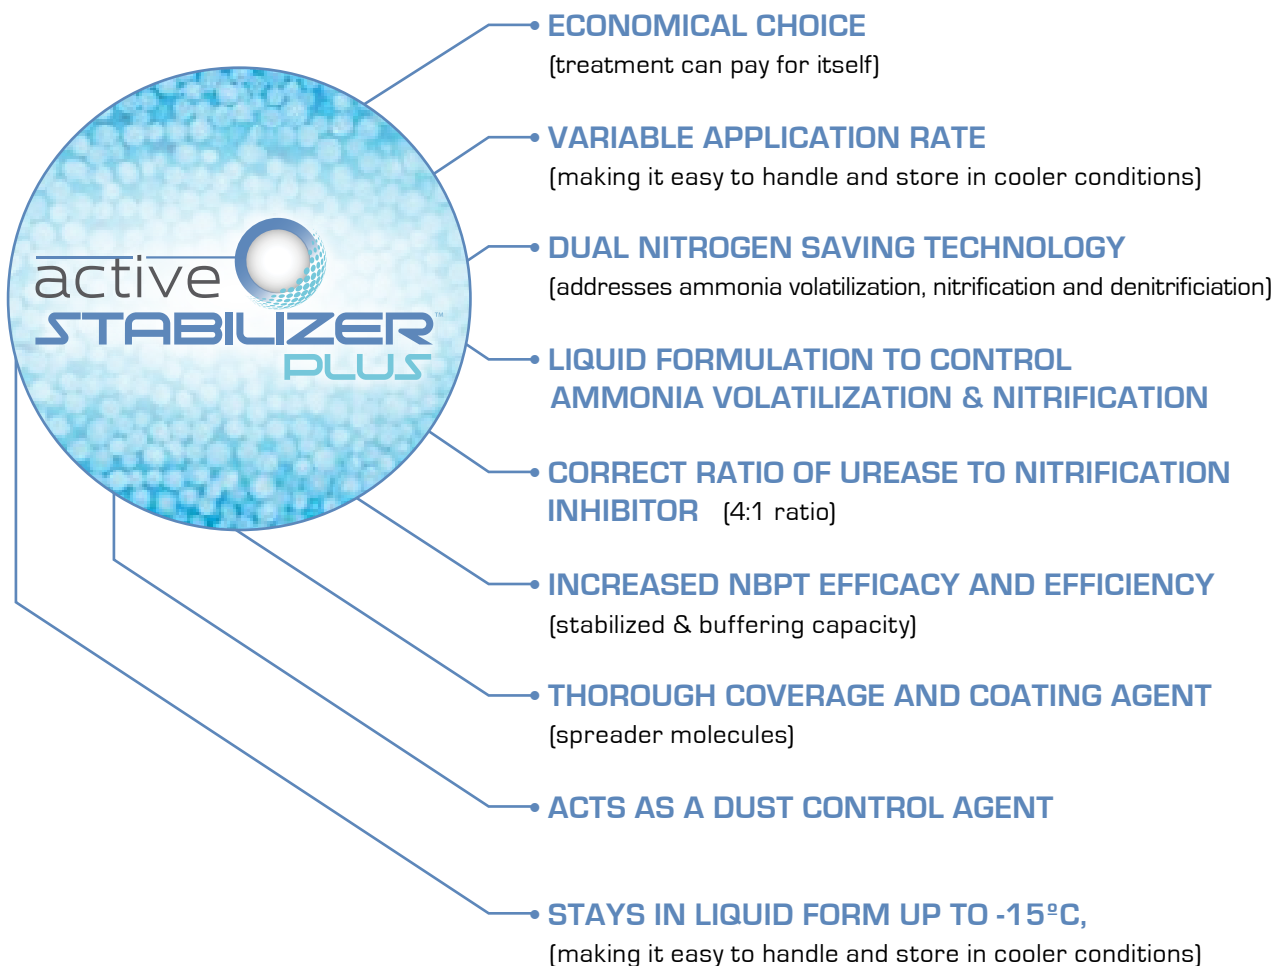 ECONOMICAL CHOICE
(treatment can pay for itself)
VARIABLE APPLICATION RATE
(making it easy to handle and store in cooler conditions)
DUAL NITROGEN SAVING TECHNOLOGY
(addresses ammonia volatilization, nitrification and denitrificiation)
active
STABILIZER™
PLUS
LIQUID FORMULATION TO CONTROL
AMMONIA VOLATILIZATION & NITRIFICATION
CORRECT RATIO OF UREASE TO NITRIFICATION
INHIBITOR (4:1 ratio)
INCREASED NBPT EFFICACY AND EFFICIENCY
(stabilized & buffering capacity)
THOROUGH COVERAGE AND COATING AGENT
(spreader molecules)
ACTS AS A DUST CONTROL AGENT
STAYS IN LIQUID FORM UP TO -15ºC,
(making it easy to handle and store in cooler conditions)